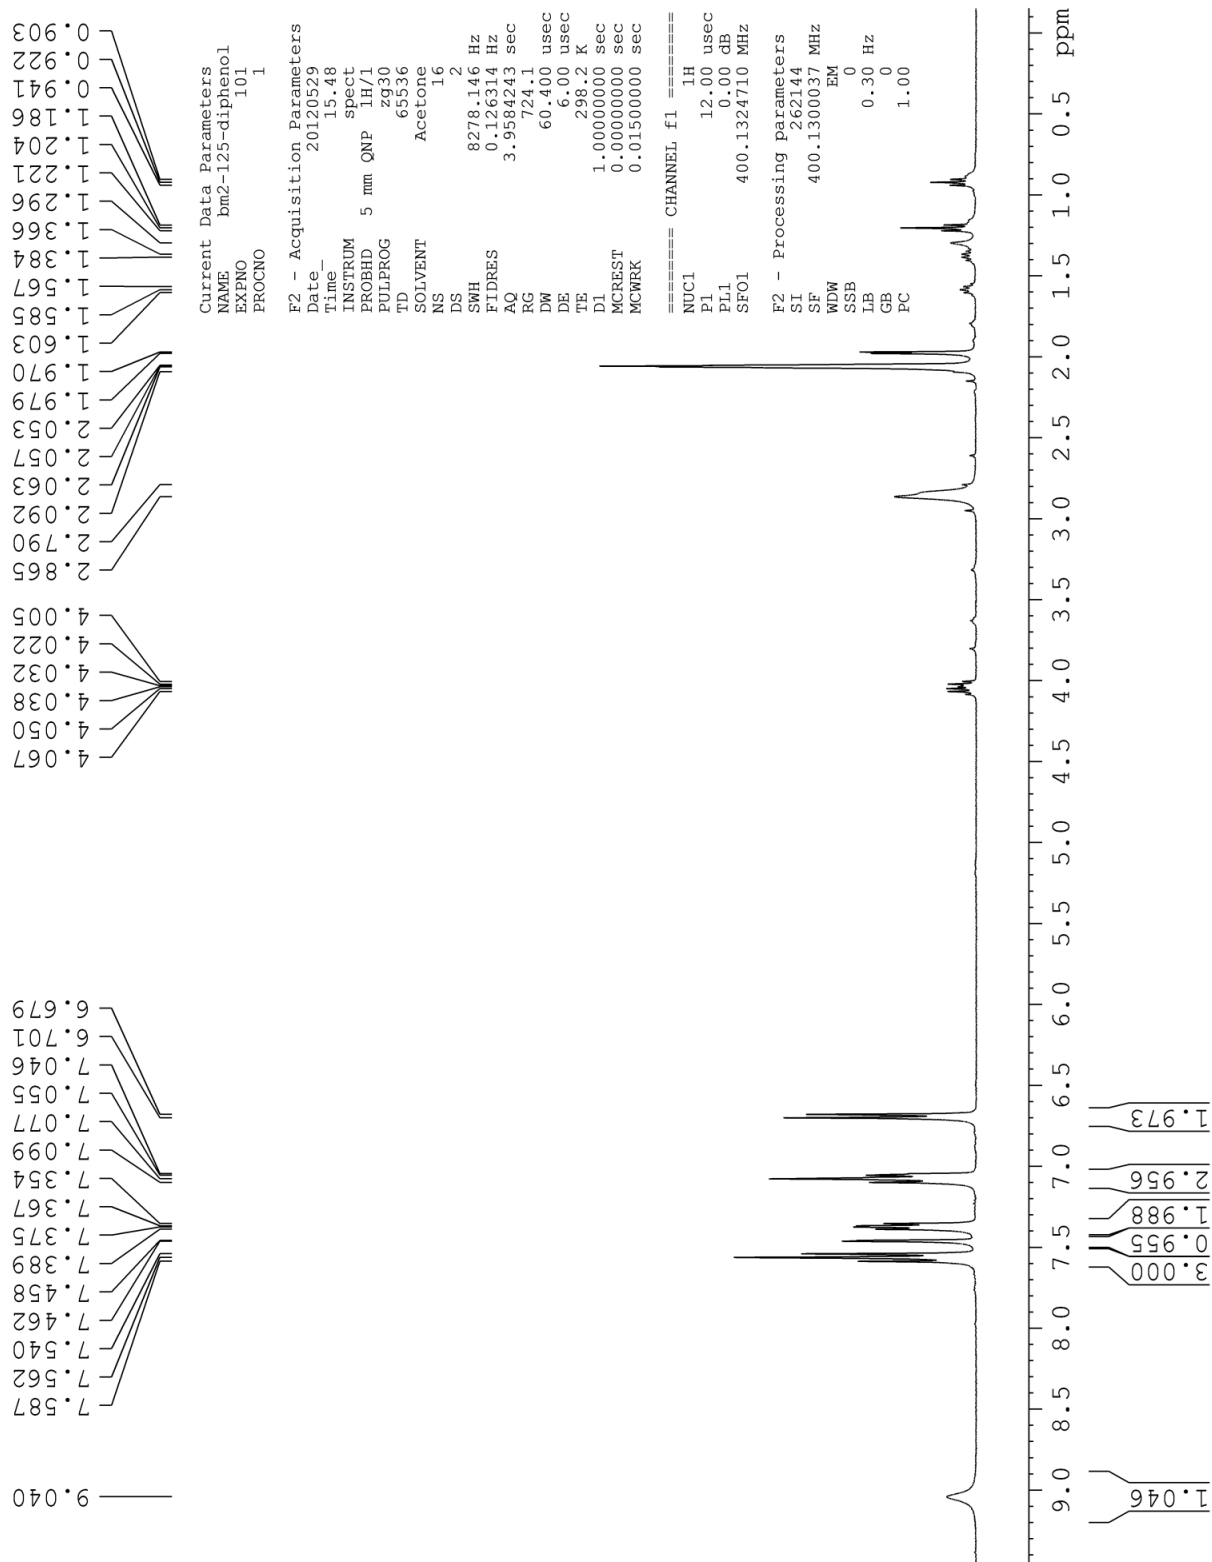 0.903
0.922
0.941
1.186
1.204
1.221
1.296
1.366
1.384
1.567
1.585
1.603
1.970
1.979
2.053
2.057
2.063
2.092
2.790
2.865
4.005
4.022
4.032
4.038
4.050
4.067
6.679
6.701
7.046
7.055
7.077
7.099
7.354
7.367
7.375
7.389
7.458
7.462
7.540
7.562
7.587
9.040
Current Data Parameters
NAME bm2-125-diphenol
EXPNO 101
PROCNO 1
F2 - Acquisition Parameters
Date_ 20120529
Time_ 15.48
INSTRUM spect
PROBHD 5 mm QNP 1H/1
PULPROG zg30
TD 65536
SOLVENT Acetone
NS 16
DS 2
SWH 8278.146 Hz
FIDRES 0.126314 Hz
AQ 3.9584243 sec
RG 724.1
DW 60.400 usec
DE 6.00 usec
TE 298.2 K
D1 1.00000000 sec
MCREST 0.00000000 sec
MCWRK 0.01500000 sec
======== CHANNEL f1 ========
NUC1 1H
P1 12.00 usec
PL1 0.00 dB
SFO1 400.1324710 MHz
F2 - Processing parameters
SI 262144
SF 400.1300037 MHz
WDW EM
SSB 0
LB 0.30 Hz
GB 0
PC 1.00
9.0 8.5 8.0 7.5 7.0 6.5 6.0 5.5 5.0 4.5 4.0 3.5 3.0 2.5 2.0 1.5 1.0 0.5 ppm
1.046
3.000
0.955
1.988
2.956
1.973